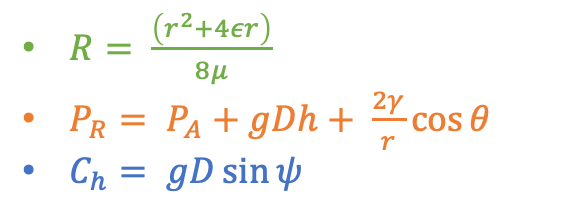 • R = (r²+4ϵr) / 8μ
• P_R = P_A + gDh + 2γ/r cos θ
• C_h = gD sin ψ